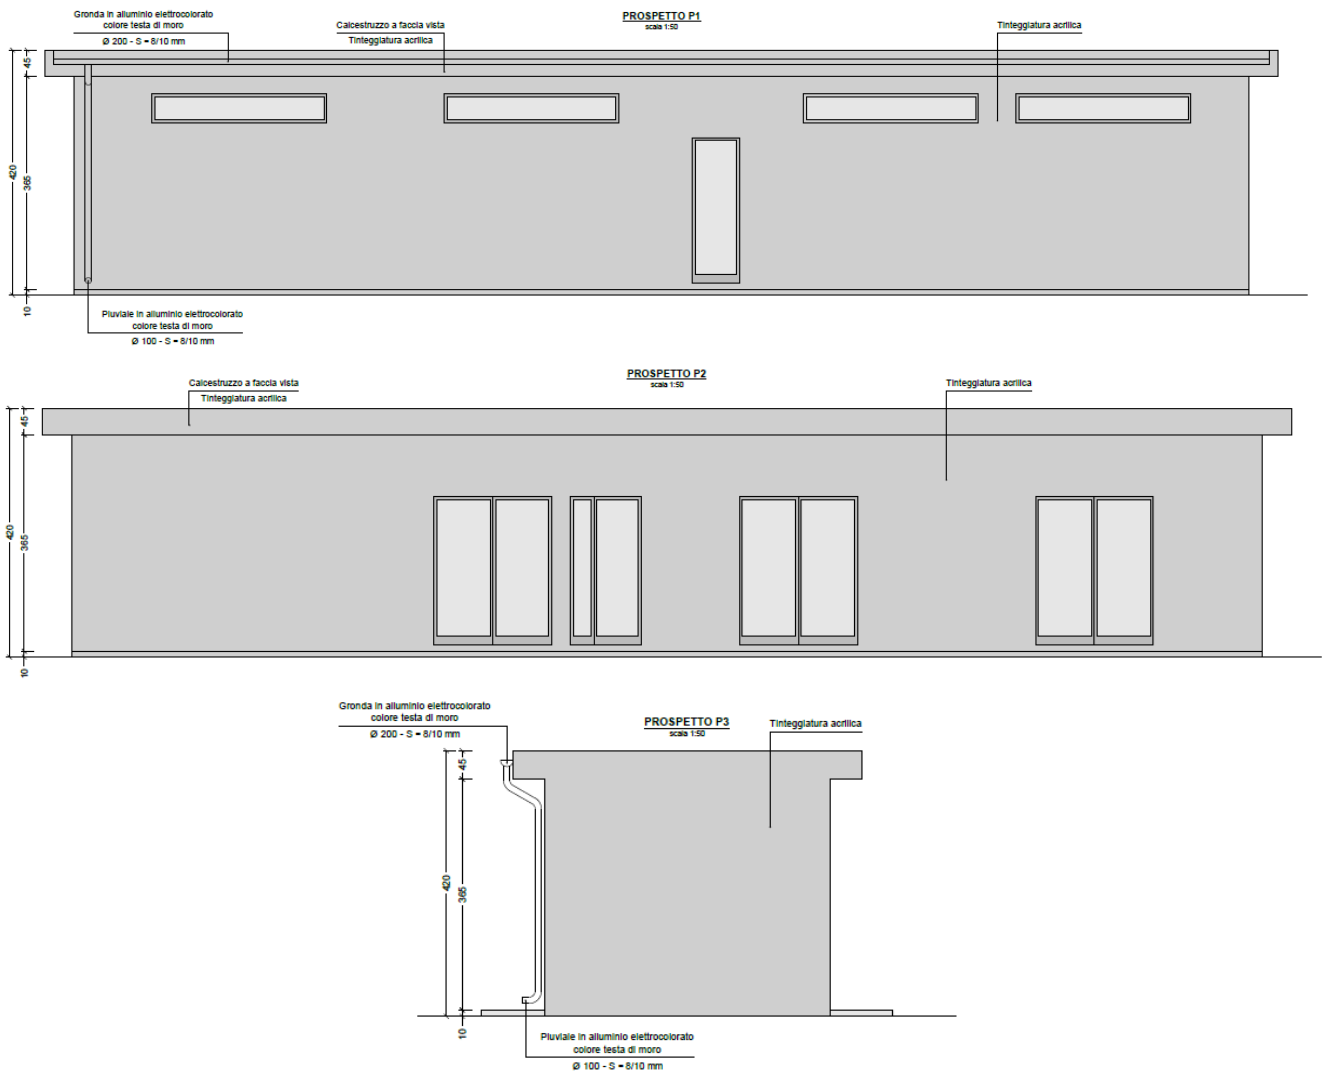 PROSPETTO P1
scala 1:50
Gronda in alluminio elettrocolorato
colore testa di moro
Ø 200 - S = 8/10 mm
Calcestruzzo a faccia vista
Tinteggiatura acrilica
Tinteggiatura acrilica
45
420
365
10
Pluviale in alluminio elettrocolorato
colore testa di moro
Ø 100 - S = 8/10 mm
PROSPETTO P2
scala 1:50
Calcestruzzo a faccia vista
Tinteggiatura acrilica
Tinteggiatura acrilica
45
420
365
10
Gronda in alluminio elettrocolorato
colore testa di moro
Ø 200 - S = 8/10 mm
PROSPETTO P3
scala 1:50
Tinteggiatura acrilica
45
420
365
10
Pluviale in alluminio elettrocolorato
colore testa di moro
Ø 100 - S = 8/10 mm